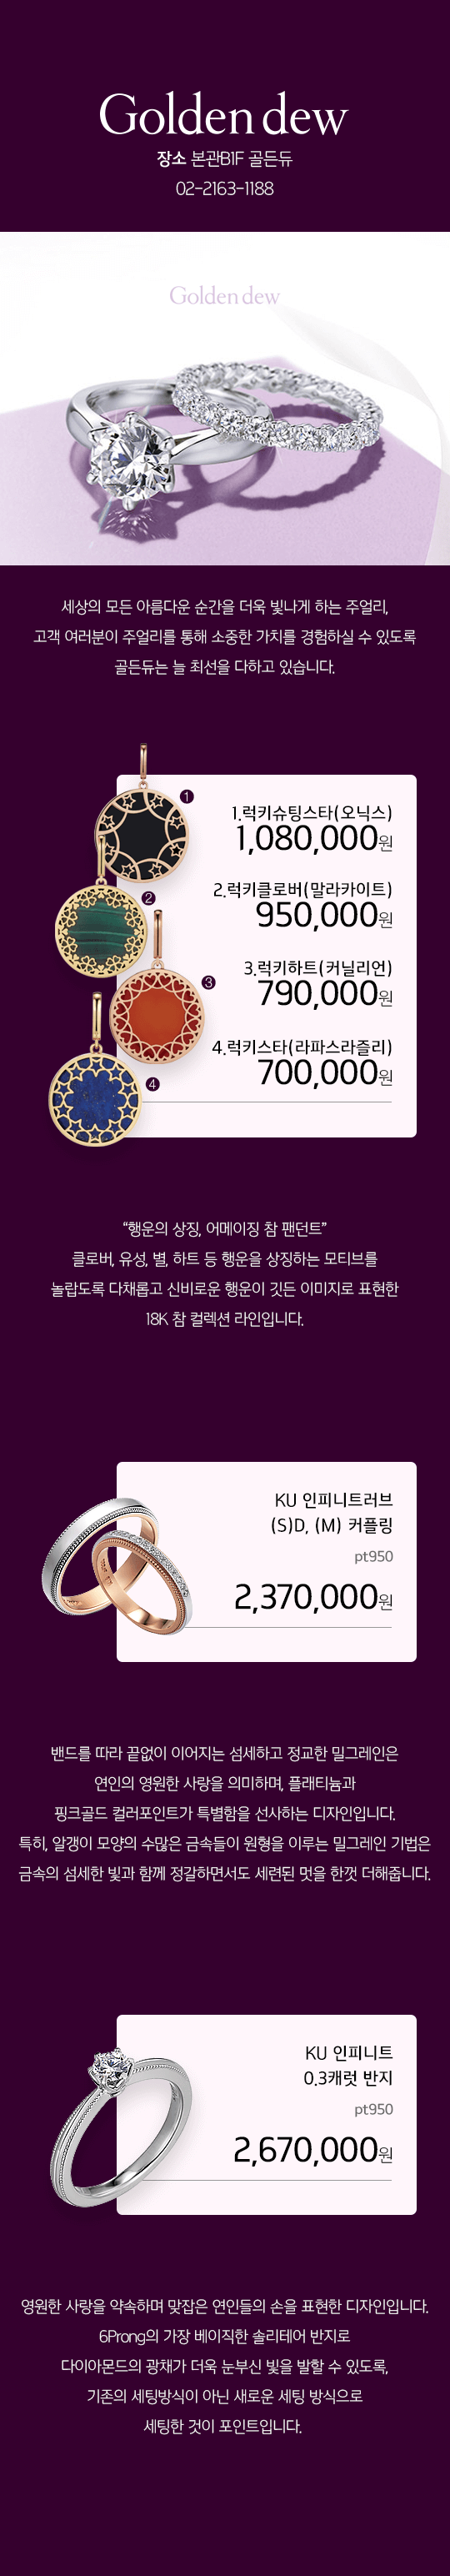 Golden dew
장소 본관B1F 골든듀
02-2163-1188
Golden dew
세상의 모든 아름다운 순간을 더욱 빛나게 하는 주얼리,
고객 여러분이 주얼리를 통해 소중한 가치를 경험하실 수 있도록
골든듀는 늘 최선을 다하고 있습니다.
1
1.럭키슈팅스타(오닉스)
1,080,000원
2
2.럭키클로버(말라카이트)
950,000원
3
3.럭키하트(커닐리언)
790,000원
4
4.럭키스타(라파스라즐리)
700,000원
“행운의 상징, 어메이징 참 팬던트”
클로버, 유성, 별, 하트 등 행운을 상징하는 모티브를
놀랍도록 다채롭고 신비로운 행운이 깃든 이미지로 표현한
18K 참 컬렉션 라인입니다.
KU 인피니트러브
(S)D, (M) 커플링
pt950
2,370,000원
밴드를 따라 끝없이 이어지는 섬세하고 정교한 밀그레인은
연인의 영원한 사랑을 의미하며, 플래티늄과
핑크골드 컬러포인트가 특별함을 선사하는 디자인입니다.
특히, 알갱이 모양의 수많은 금속들이 원형을 이루는 밀그레인 기법은
금속의 섬세한 빛과 함께 정갈하면서도 세련된 멋을 한껏 더해줍니다.
KU 인피니트
0.3캐럿 반지
pt950
2,670,000원
영원한 사랑을 약속하며 맞잡은 연인들의 손을 표현한 디자인입니다.
6Prong의 가장 베이직한 솔리테어 반지로
다이아몬드의 광채가 더욱 눈부신 빛을 발할 수 있도록,
기존의 세팅방식이 아닌 새로운 세팅 방식으로
세팅한 것이 포인트입니다.